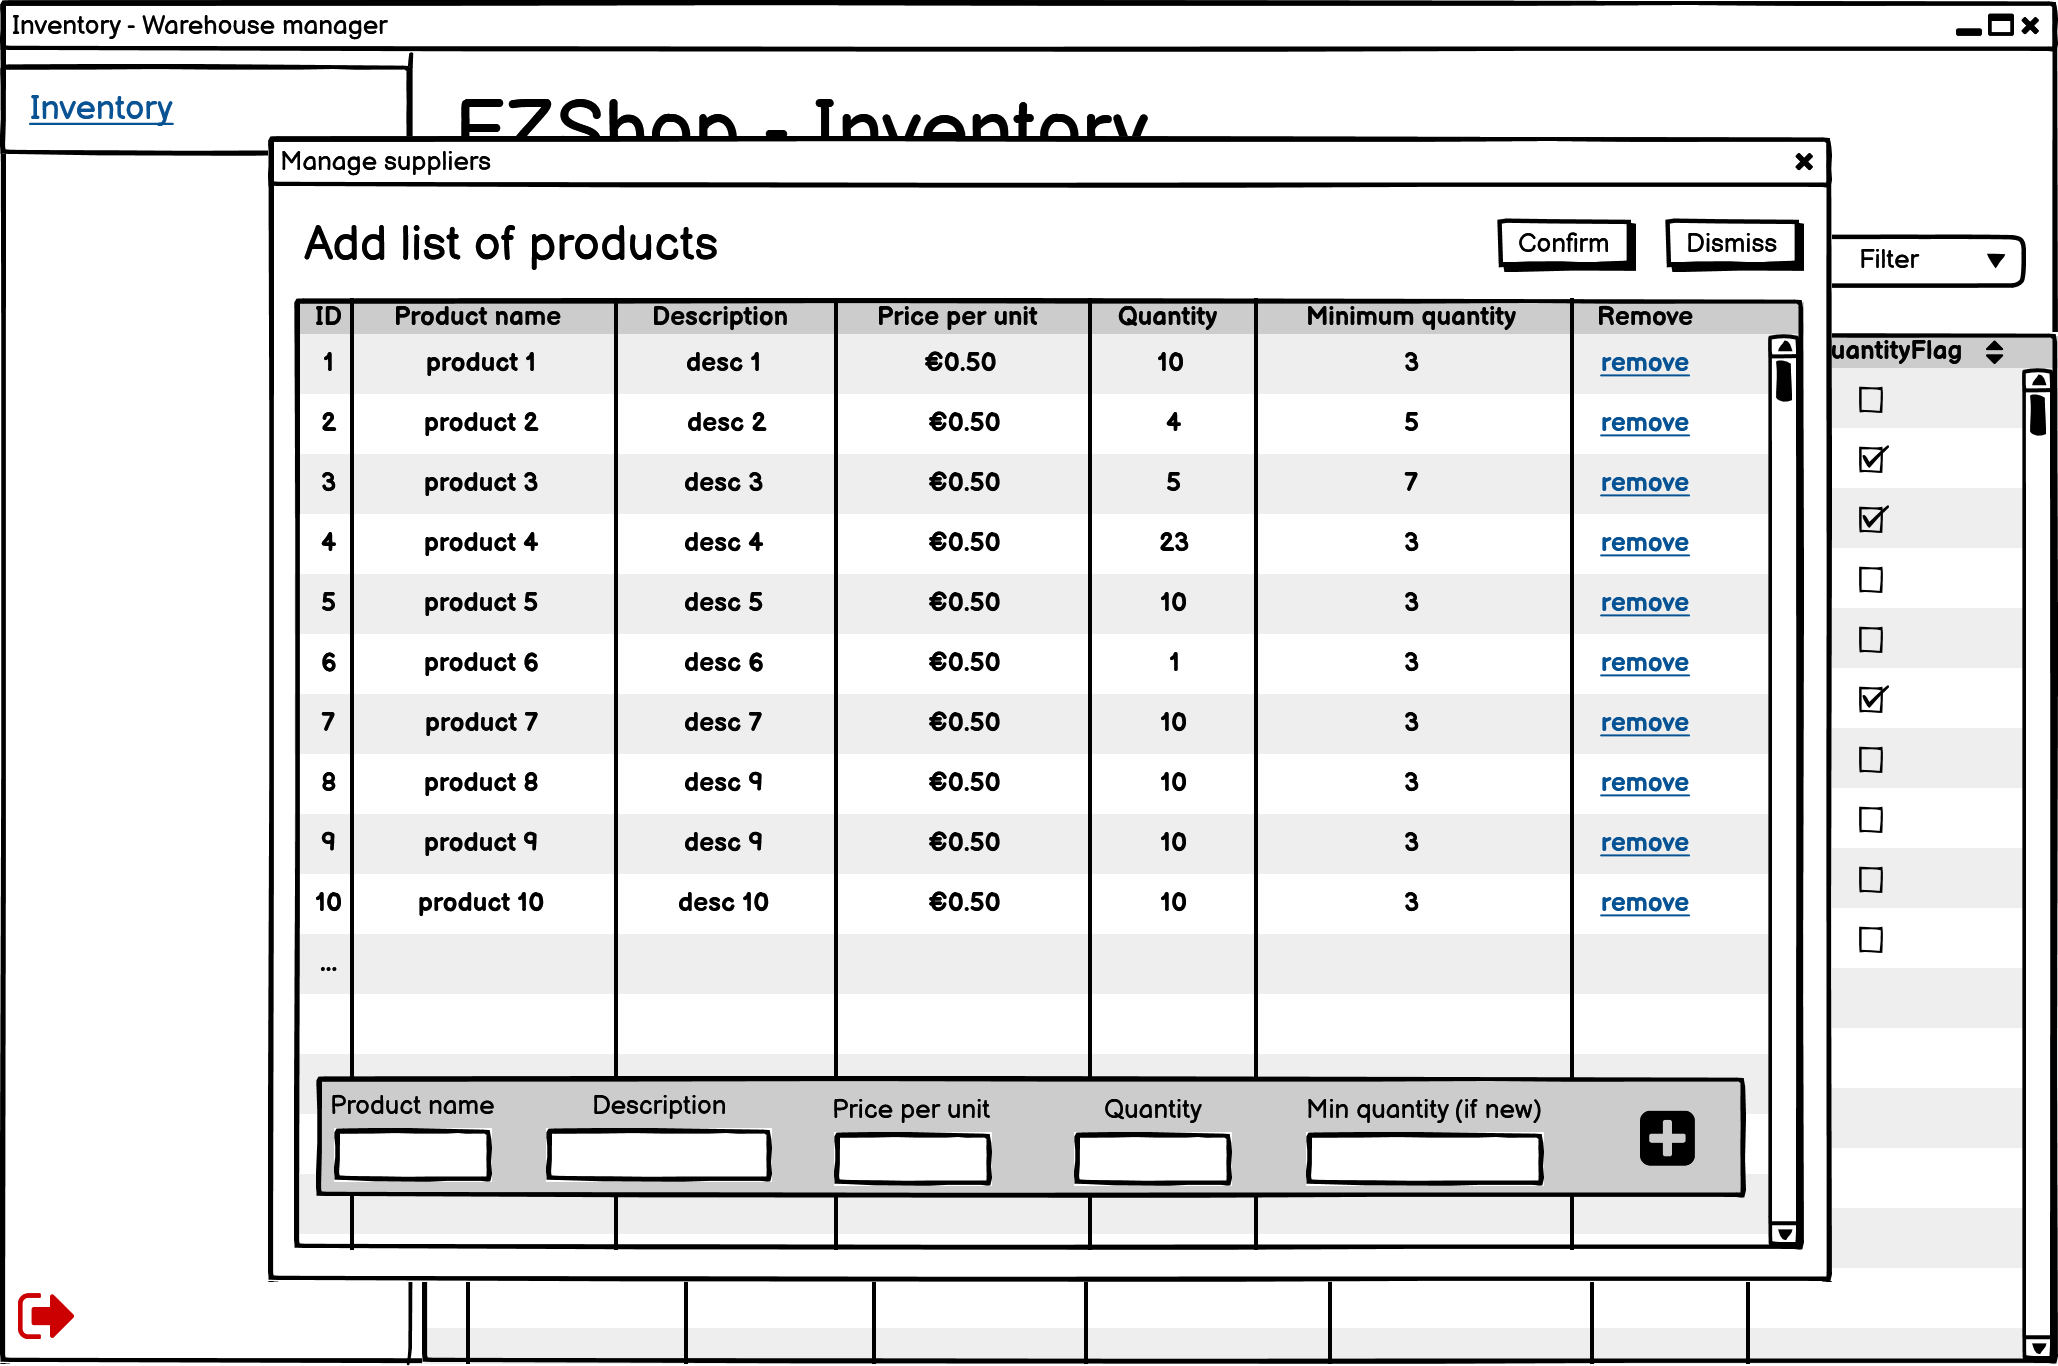 Inventory - Warehouse manager
Inventory
EZShop - Inventory
Manage suppliers
Add list of products
Confirm
Dismiss
Filter
ID Product name Description Price per unit Quantity Minimum quantity Remove
uantityFlag
1 product 1 desc 1 €0.50 10 3 remove
2 product 2 desc 2 €0.50 4 5 remove
3 product 3 desc 3 €0.50 5 7 remove
4 product 4 desc 4 €0.50 23 3 remove
5 product 5 desc 5 €0.50 10 3 remove
6 product 6 desc 6 €0.50 1 3 remove
7 product 7 desc 7 €0.50 10 3 remove
8 product 8 desc 9 €0.50 10 3 remove
9 product 9 desc 9 €0.50 10 3 remove
10 product 10 desc 10 €0.50 10 3 remove
...
Product name Description Price per unit Quantity Min quantity (if new)